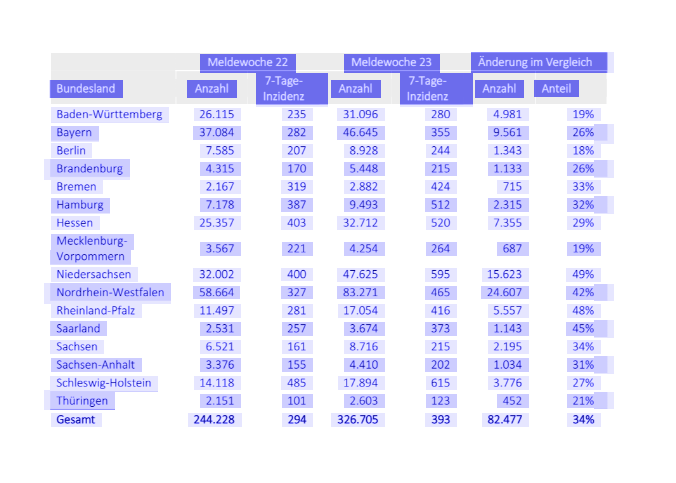 Meldewoche 22 Meldewoche 23 Änderung im Vergleich
Bundesland Anzahl 7-Tage-Inzidenz Anzahl 7-Tage-Inzidenz Anzahl Anteil
Baden-Württemberg 26.115 235 31.096 280 4.981 19%
Bayern 37.084 282 46.645 355 9.561 26%
Berlin 7.585 207 8.928 244 1.343 18%
Brandenburg 4.315 170 5.448 215 1.133 26%
Bremen 2.167 319 2.882 424 715 33%
Hamburg 7.178 387 9.493 512 2.315 32%
Hessen 25.357 403 32.712 520 7.355 29%
Mecklenburg-Vorpommern 3.567 221 4.254 264 687 19%
Niedersachsen 32.002 400 47.625 595 15.623 49%
Nordrhein-Westfalen 58.664 327 83.271 465 24.607 42%
Rheinland-Pfalz 11.497 281 17.054 416 5.557 48%
Saarland 2.531 257 3.674 373 1.143 45%
Sachsen 6.521 161 8.716 215 2.195 34%
Sachsen-Anhalt 3.376 155 4.410 202 1.034 31%
Schleswig-Holstein 14.118 485 17.894 615 3.776 27%
Thüringen 2.151 101 2.603 123 452 21%
Gesamt 244.228 294 326.705 393 82.477 34%